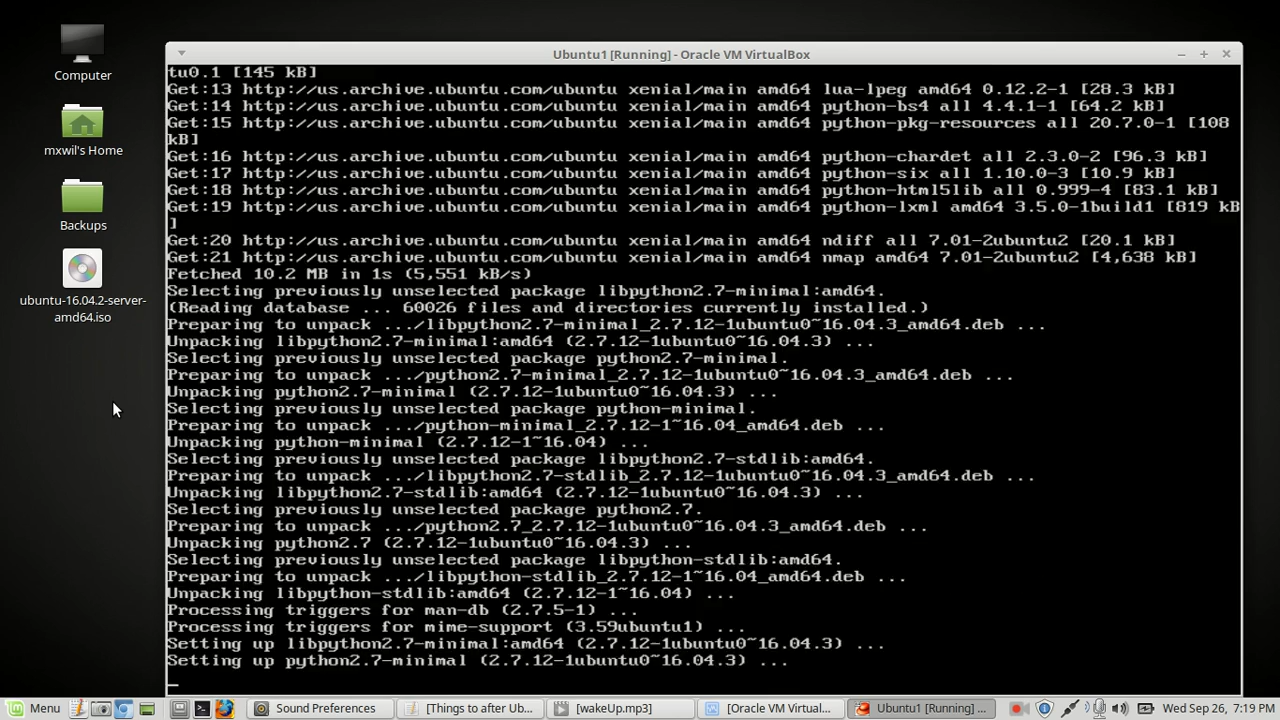 Computer
mxwil's Home
Backups
ubuntu-16.04.2-server-
amd64.iso
Ubuntu1 [Running] - Oracle VM VirtualBox
tu0.1 [145 kB]
Get:13 http://us.archive.ubuntu.com/ubuntu xenial/main amd64 lua-lpeg amd64 0.12.2-1 [28.3 kB]
Get:14 http://us.archive.ubuntu.com/ubuntu xenial/main amd64 python-bs4 all 4.4.1-1 [64.2 kB]
Get:15 http://us.archive.ubuntu.com/ubuntu xenial/main amd64 python-pkg-resources all 20.7.0-1 [108
kB]
Get:16 http://us.archive.ubuntu.com/ubuntu xenial/main amd64 python-chardet all 2.3.0-2 [96.3 kB]
Get:17 http://us.archive.ubuntu.com/ubuntu xenial/main amd64 python-six all 1.10.0-3 [10.9 kB]
Get:18 http://us.archive.ubuntu.com/ubuntu xenial/main amd64 python-html5lib all 0.999-4 [83.1 kB]
Get:19 http://us.archive.ubuntu.com/ubuntu xenial/main amd64 python-lxml amd64 3.5.0-1build1 [819 kB
]
Get:20 http://us.archive.ubuntu.com/ubuntu xenial/main amd64 ndiff all 7.01-2ubuntu2 [20.1 kB]
Get:21 http://us.archive.ubuntu.com/ubuntu xenial/main amd64 nmap amd64 7.01-2ubuntu2 [4,638 kB]
Fetched 10.2 MB in 1s (5,551 kB/s)
Selecting previously unselected package libpython2.7-minimal:amd64.
(Reading database ... 60026 files and directories currently installed.)
Preparing to unpack .../libpython2.7-minimal_2.7.12-1ubuntu0~16.04.3_amd64.deb ...
Unpacking libpython2.7-minimal:amd64 (2.7.12-1ubuntu0~16.04.3) ...
Selecting previously unselected package python2.7-minimal.
Preparing to unpack .../python2.7-minimal_2.7.12-1ubuntu0~16.04.3_amd64.deb ...
Unpacking python2.7-minimal (2.7.12-1ubuntu0~16.04.3) ...
Selecting previously unselected package python-minimal.
Preparing to unpack .../python-minimal_2.7.12-1~16.04_amd64.deb ...
Unpacking python-minimal (2.7.12-1~16.04) ...
Selecting previously unselected package libpython2.7-stdlib:amd64.
Preparing to unpack .../libpython2.7-stdlib_2.7.12-1ubuntu0~16.04.3_amd64.deb ...
Unpacking libpython2.7-stdlib:amd64 (2.7.12-1ubuntu0~16.04.3) ...
Selecting previously unselected package python2.7.
Preparing to unpack .../python2.7_2.7.12-1ubuntu0~16.04.3_amd64.deb ...
Unpacking python2.7 (2.7.12-1ubuntu0~16.04.3) ...
Selecting previously unselected package libpython-stdlib:amd64.
Preparing to unpack .../libpython-stdlib_2.7.12-1~16.04_amd64.deb ...
Unpacking libpython-stdlib:amd64 (2.7.12-1~16.04) ...
Processing triggers for man-db (2.7.5-1) ...
Processing triggers for mime-support (3.59ubuntu1) ...
Setting up libpython2.7-minimal:amd64 (2.7.12-1ubuntu0~16.04.3) ...
Setting up python2.7-minimal (2.7.12-1ubuntu0~16.04.3) ...
Menu Sound Preferences [Things to after Ub... [wakeUp.mp3] [Oracle VM Virtual... Ubuntu1 [Running] ... Wed Sep 26, 7:19 PM